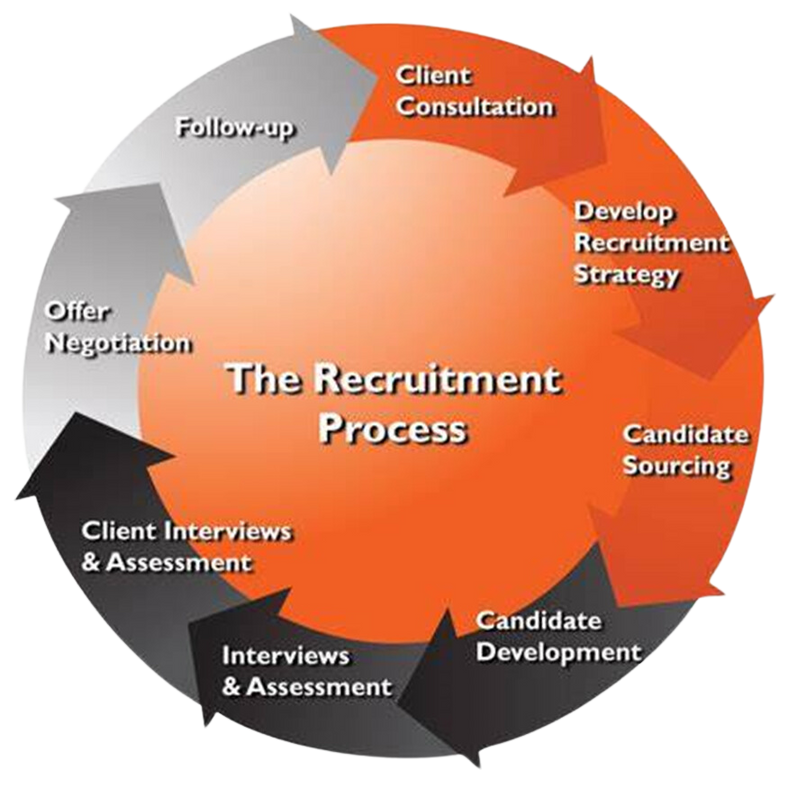 The Recruitment
Process
Client
Consultation
Develop
Recruitment
Strategy
Candidate
Sourcing
Candidate
Development
Interviews
& Assessment
Client Interviews
& Assessment
Offer
Negotiation
Follow-up